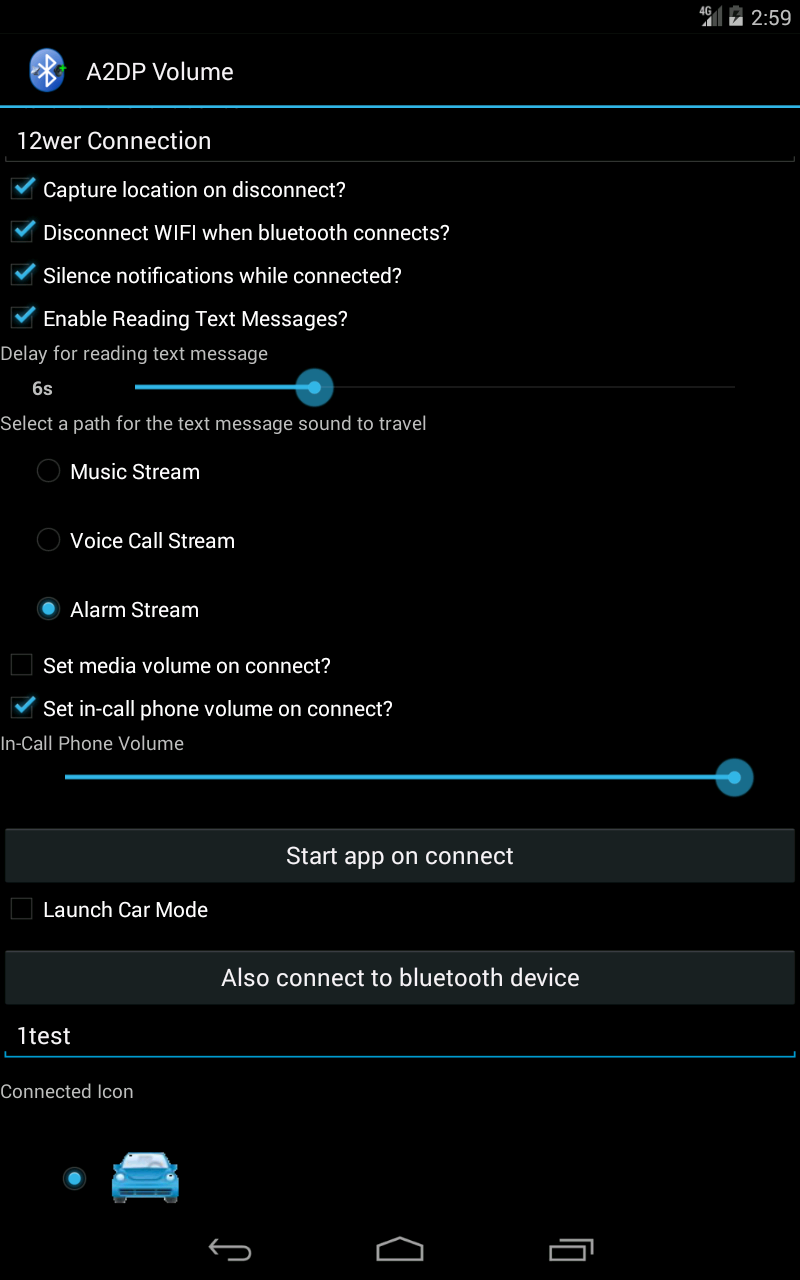 4G 2:59
A2DP Volume
12wer Connection
Capture location on disconnect?
Disconnect WIFI when bluetooth connects?
Silence notifications while connected?
Enable Reading Text Messages?
Delay for reading text message
6s
Select a path for the text message sound to travel
Music Stream
Voice Call Stream
Alarm Stream
Set media volume on connect?
Set in-call phone volume on connect?
In-Call Phone Volume
Start app on connect
Launch Car Mode
Also connect to bluetooth device
1test
Connected Icon